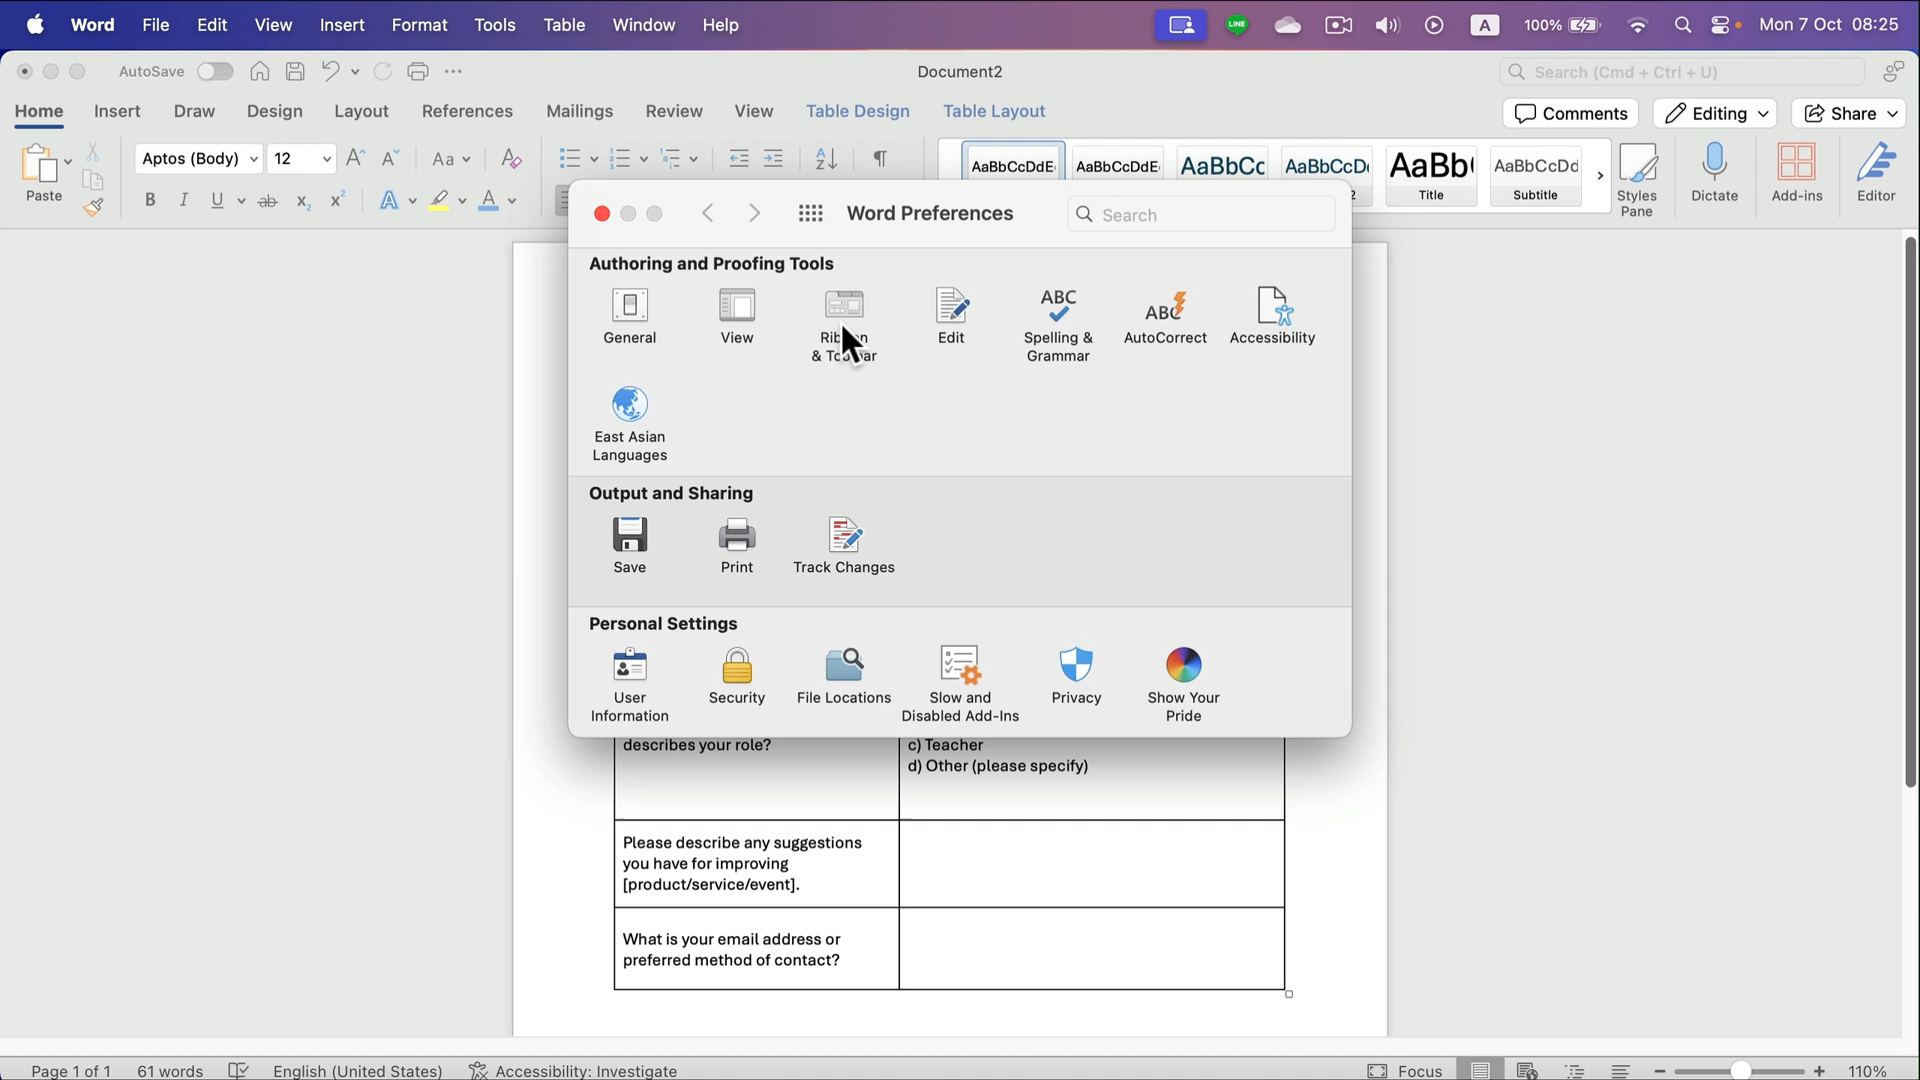 Word File Edit View Insert Format Tools Table Window Help LINE A 100% Mon 7 Oct 08:25
AutoSave Document2 Search (Cmd + Ctrl + U)
Home Insert Draw Design Layout References Mailings Review View Table Design Table Layout Comments Editing Share
Paste Aptos (Body) 12 Aa AaBbCcDdE AaBbCcDdE AaBbCc AaBbCcD AaBb( AaBbCcDd
Title Subtitle Styles Pane Dictate Add-ins Editor
B I U ab X2 X2 A A
Word Preferences Search
Authoring and Proofing Tools
General View & Edit Spelling & Grammar AutoCorrect Accessibility
East Asian Languages
Output and Sharing
Save Print Track Changes
Personal Settings
User Information Security File Locations Slow and Disabled Add-Ins Privacy Show Your Pride
describes your role?
c) Teacher
d) Other (please specify)
Please describe any suggestions
you have for improving
[product/service/event].
What is your email address or
preferred method of contact?
Page 1 of 1 61 words English (United States) Accessibility: Investigate Focus 110%